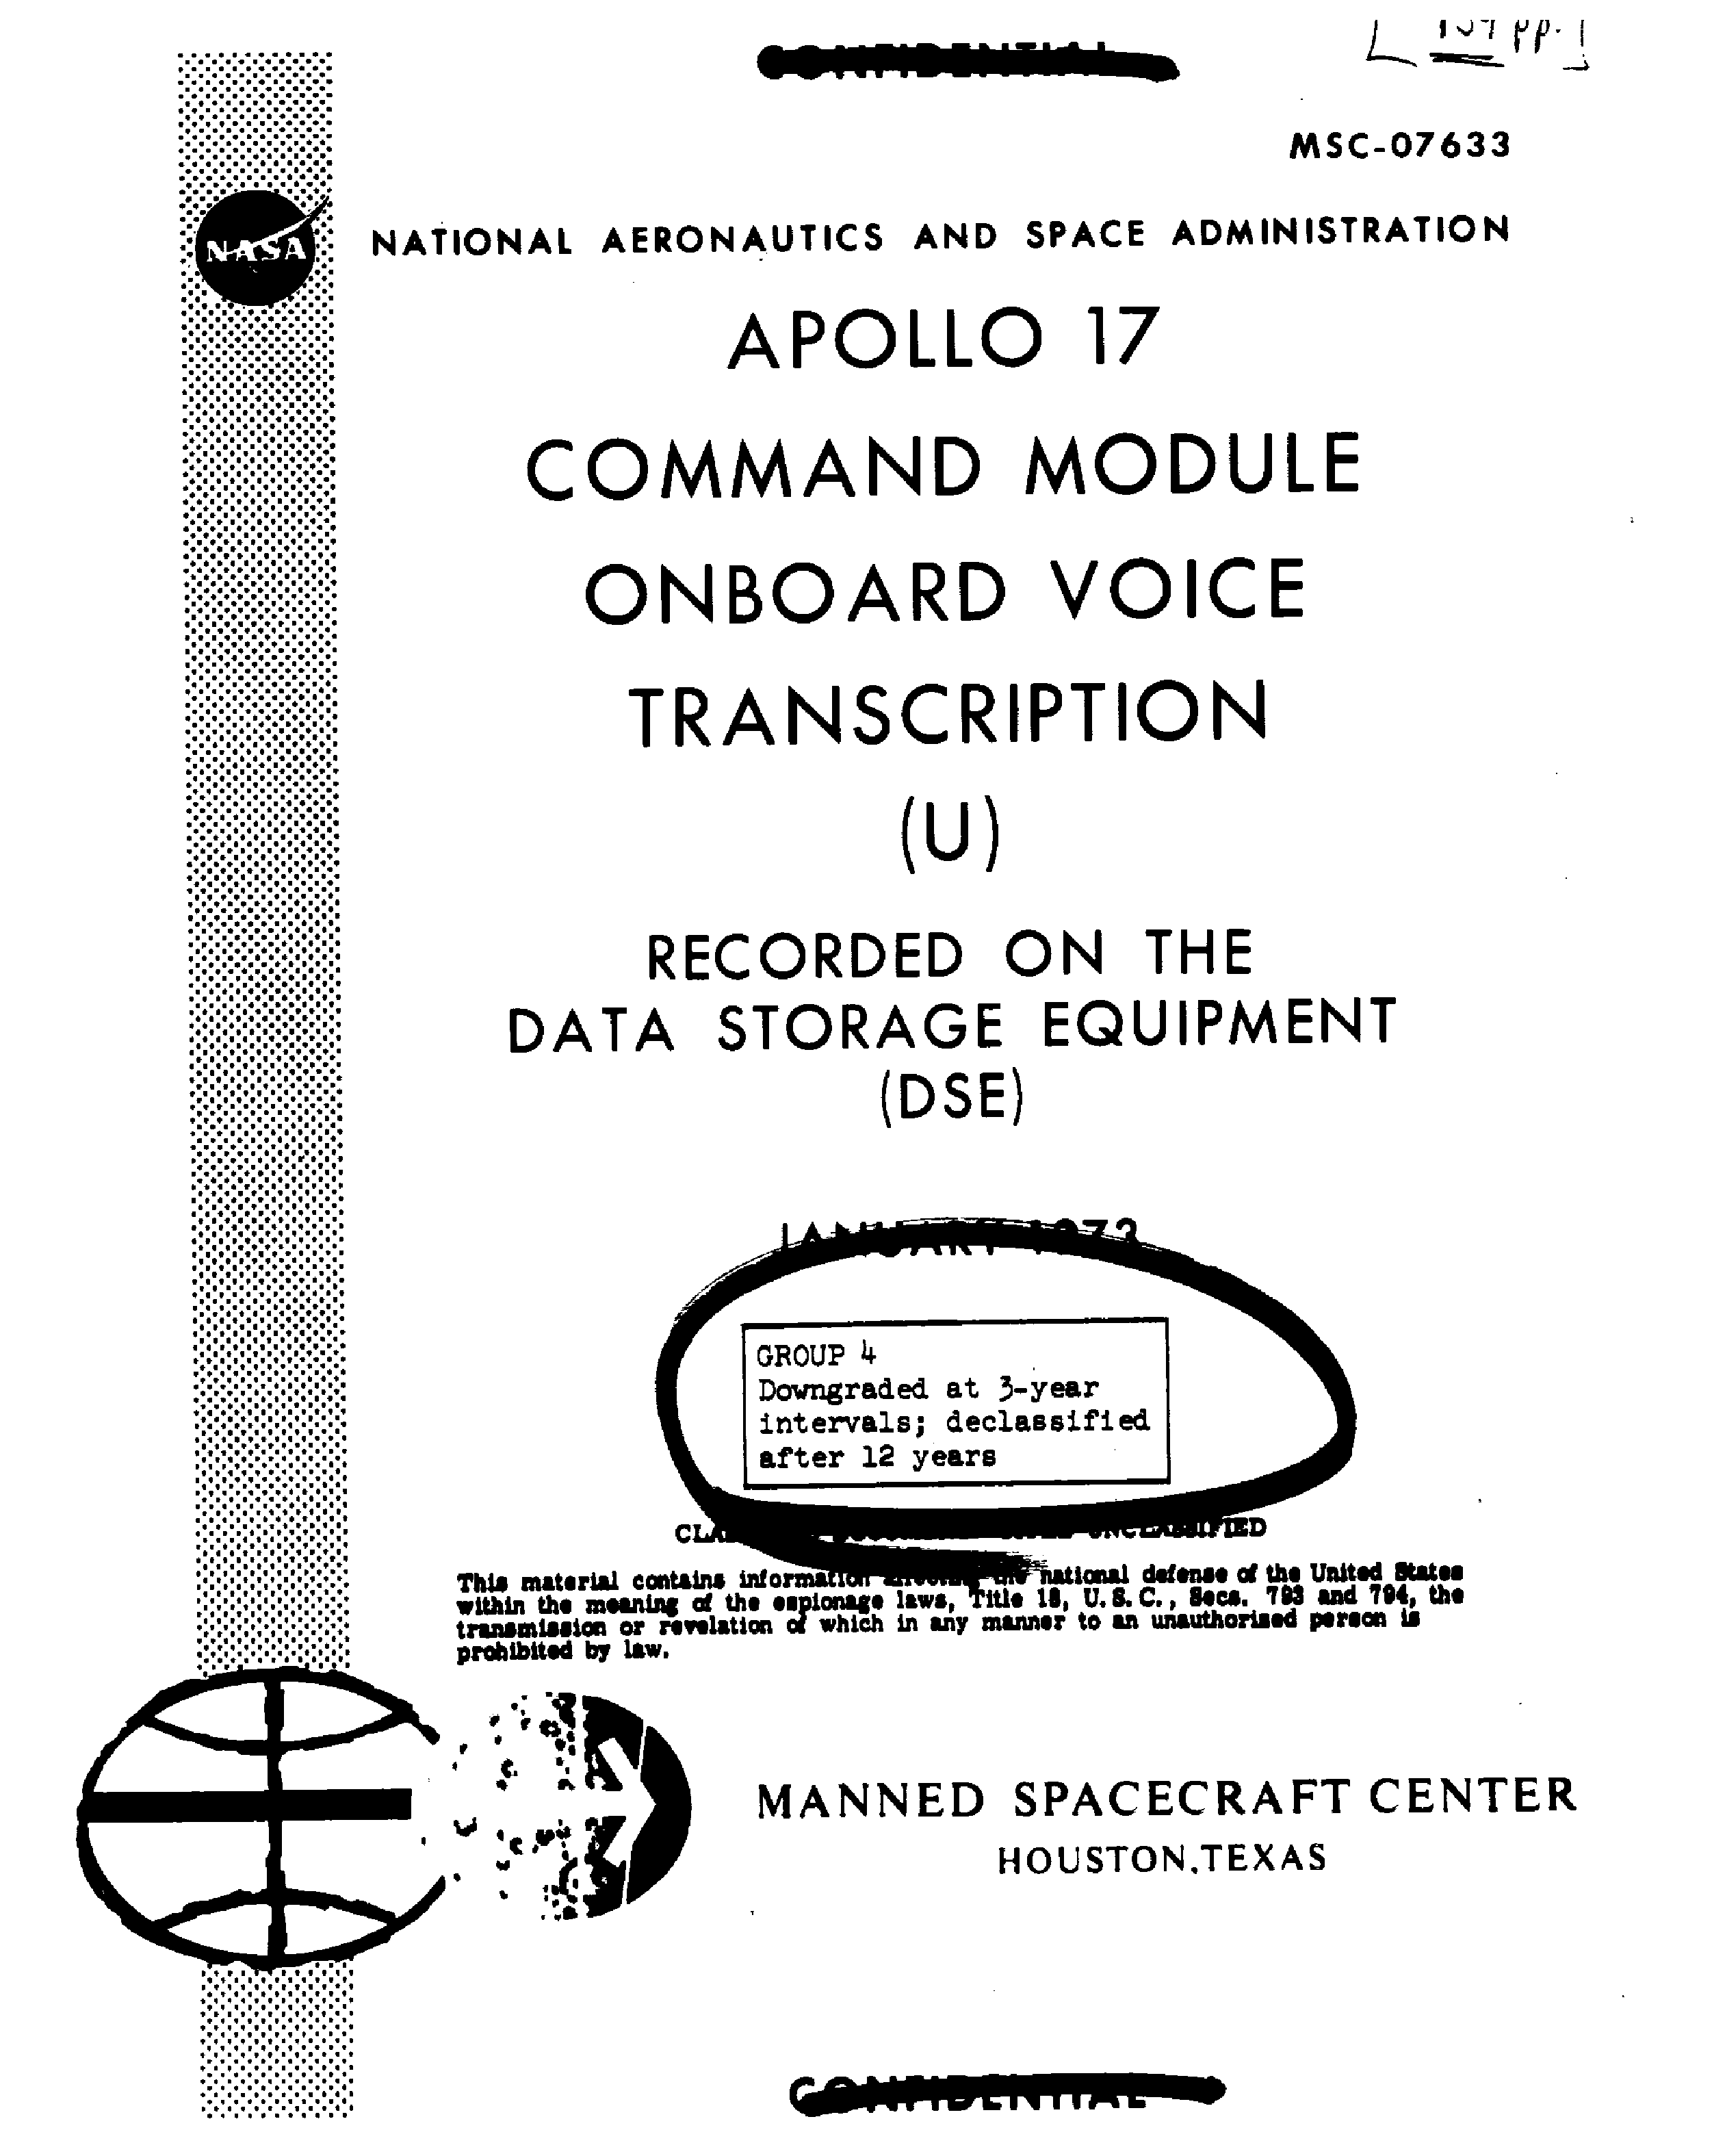 CONFIDENTIAL
pp.
MSC-07633
NASA
NATIONAL AERONAUTICS AND SPACE ADMINISTRATION
APOLLO 17
COMMAND MODULE
ONBOARD VOICE
TRANSCRIPTION
(U)
RECORDED ON THE
DATA STORAGE EQUIPMENT
(DSE)
JANUARY 1973
GROUP 4
Downgraded at 3-year
intervals; declassified
after 12 years
UNCLASSIFIED
This material contains information affecting the national defense of the United States
within the meaning of the espionage laws, Title 18, U.S.C., Secs. 793 and 794, the
transmission or revelation of which in any manner to an unauthorized person is
prohibited by law.
MANNED SPACECRAFT CENTER
HOUSTON,TEXAS
CONFIDENTIAL